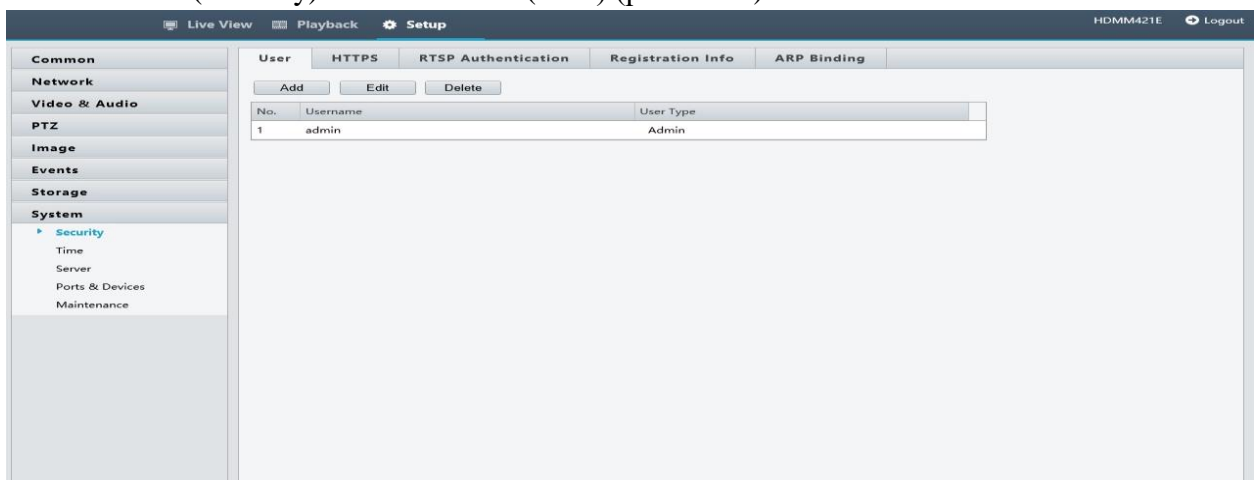 Live View Playback Setup HDMM421E Logout
Common
Network
Video & Audio
PTZ
Image
Events
Storage
System
Security
Time
Server
Ports & Devices
Maintenance
User HTTPS RTSP Authentication Registration Info ARP Binding
Add Edit Delete
No. Username User Type
1 admin Admin